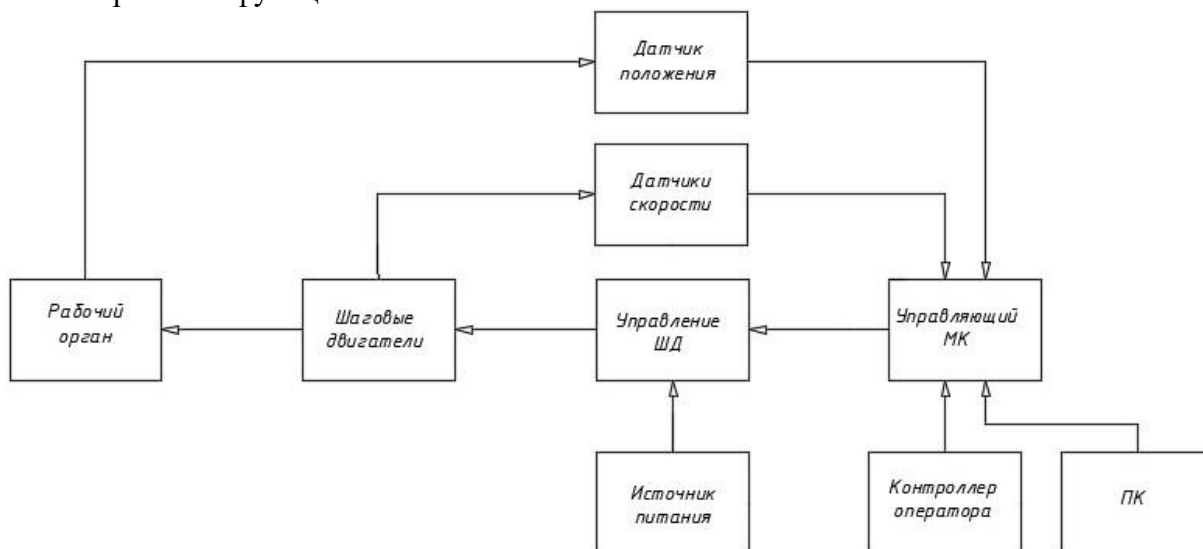 Датчик
положения
Датчики
скорости
Рабочий
орган
Шаговые
двигатели
Управление
ШД
Управляющий
МК
Источник
питания
Контроллер
оператора
ПК